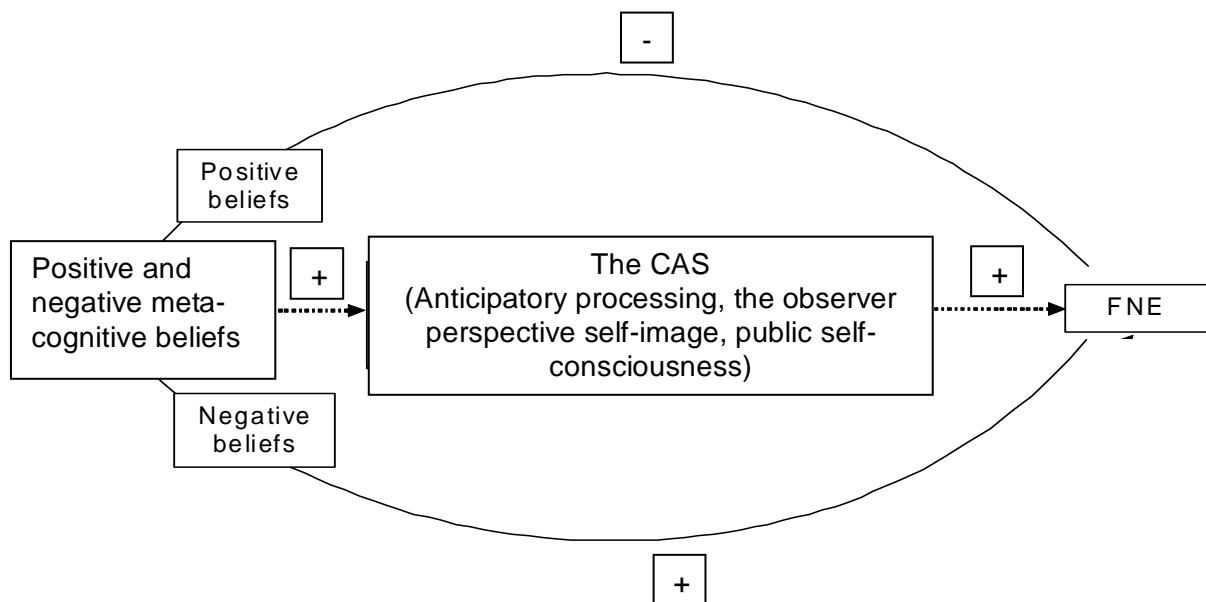 -
Positive
beliefs
Positive and
negative meta-
cognitive beliefs
+
The CAS
(Anticipatory processing, the observer
perspective self-image, public self-
consciousness)
+
FNE
Negative
beliefs
+